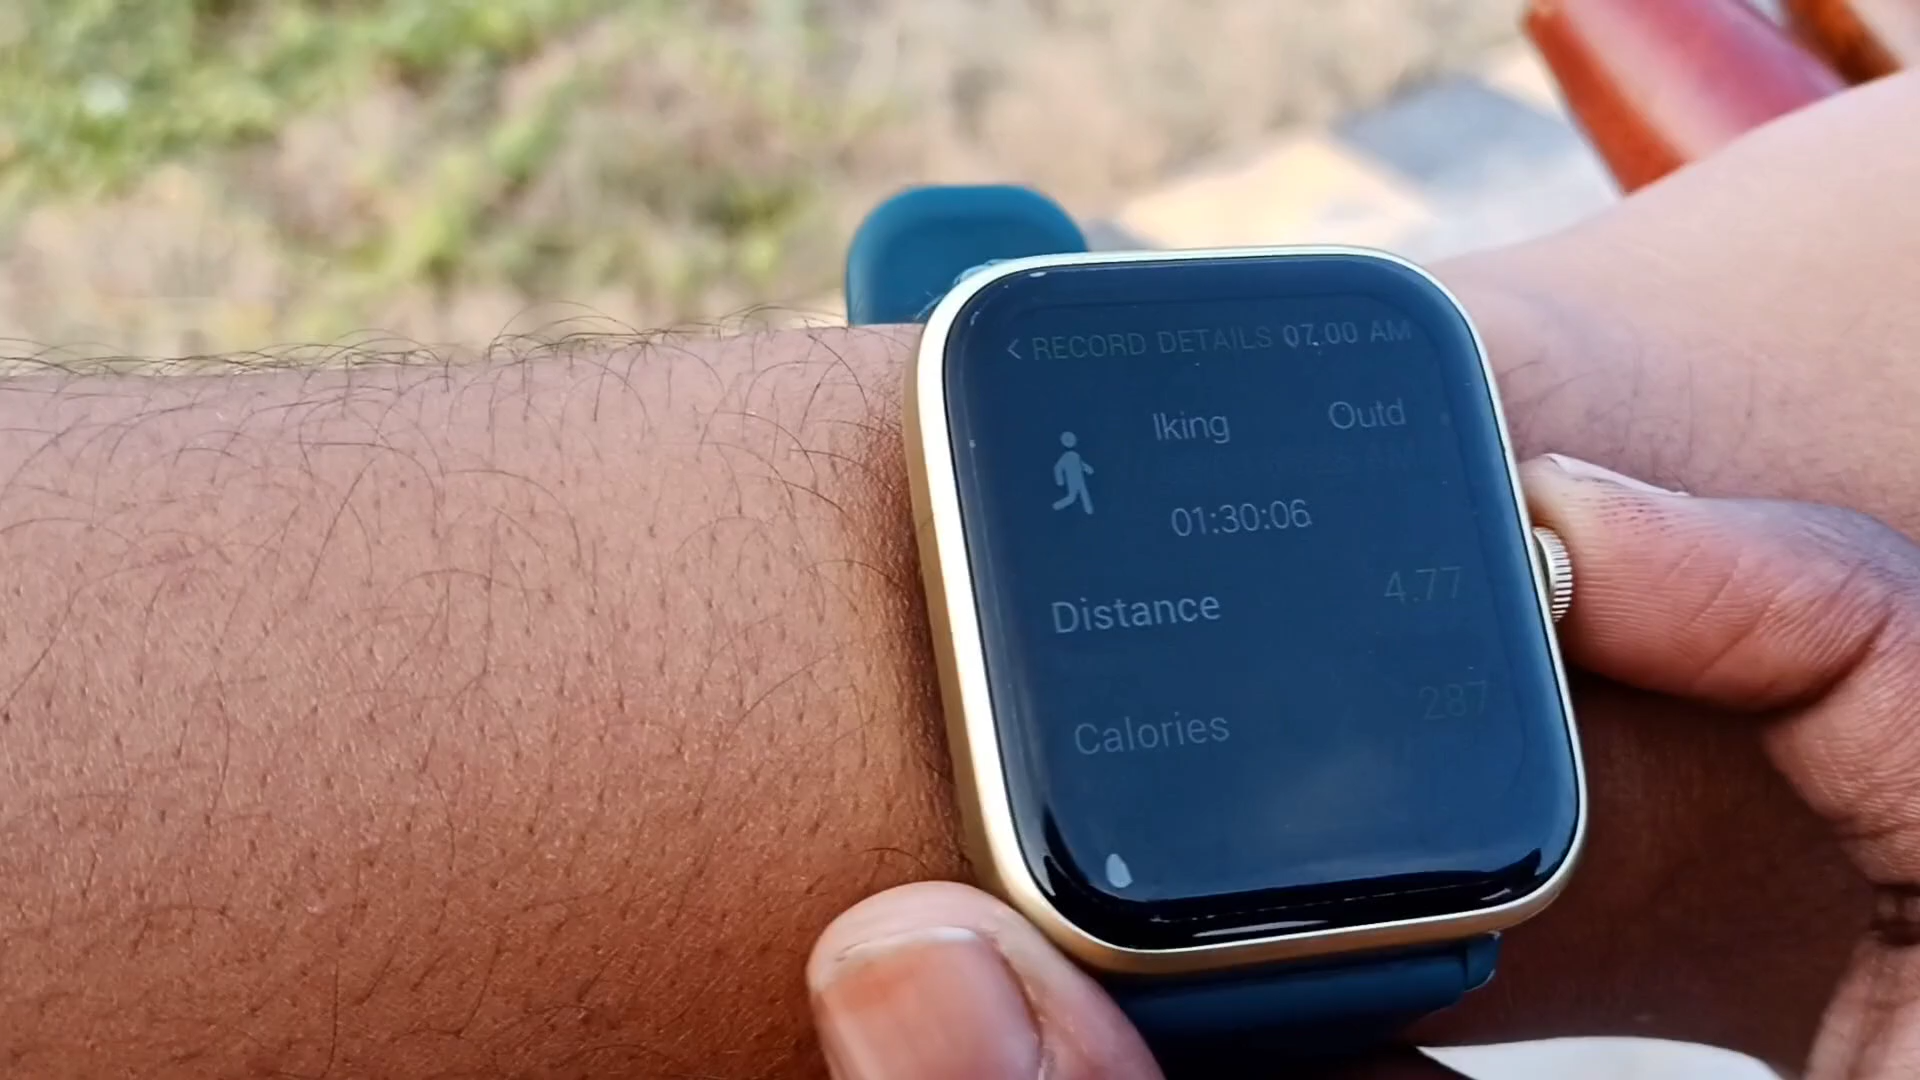 < RECORD DETAILS 07:00 AM
lking Outd
01:30:06
Distance 4.77
Calories 287